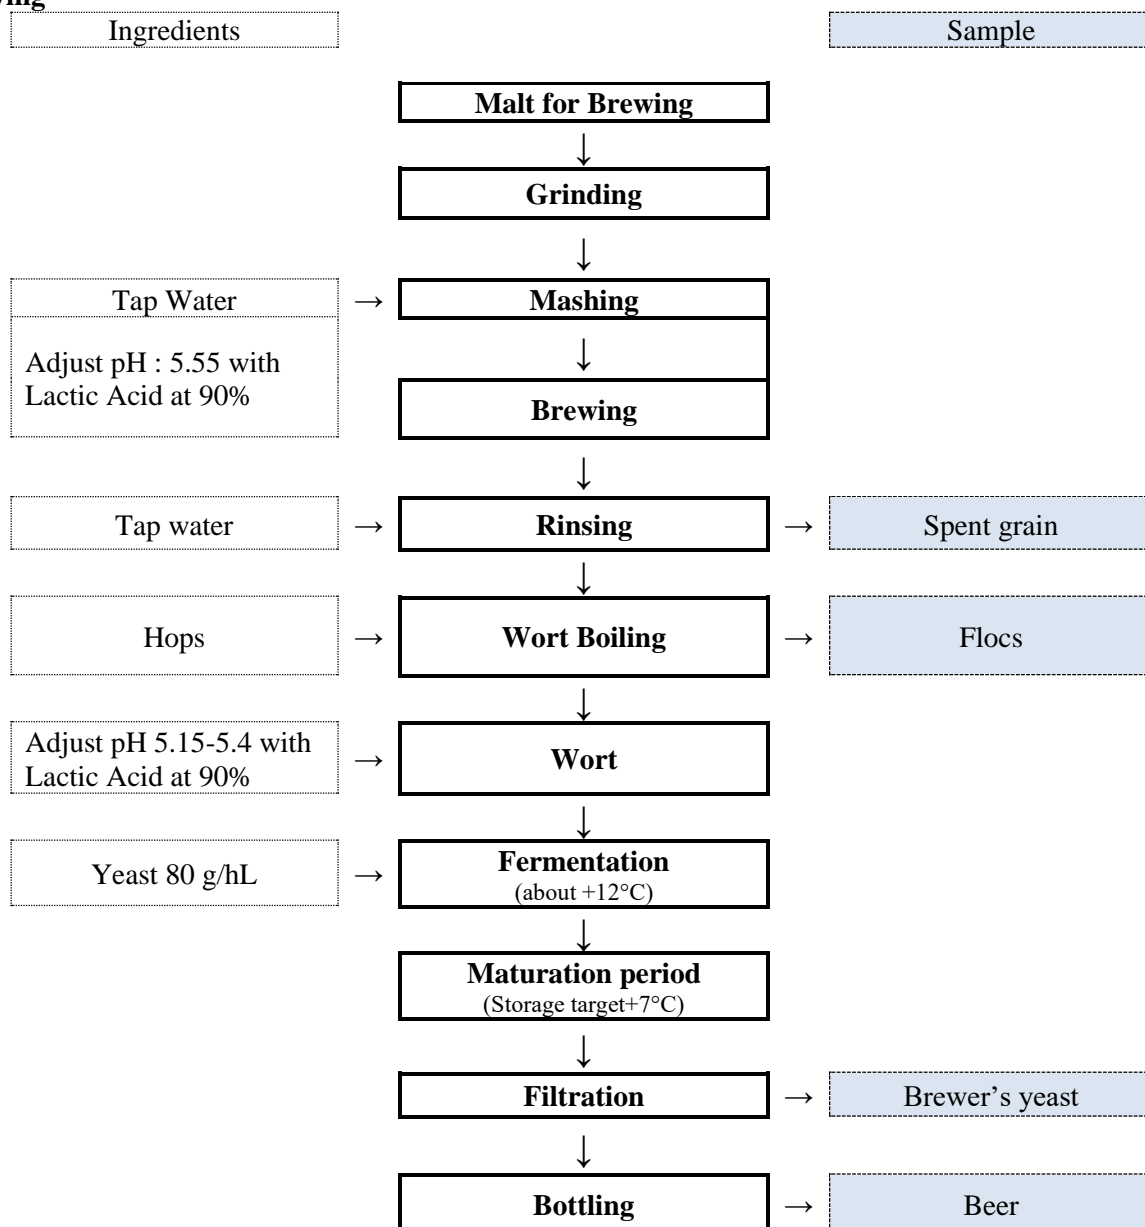 Ingredients
Sample
Malt for Brewing
↓
Grinding
↓
Tap Water → Mashing
Adjust pH : 5.55 with
Lactic Acid at 90%
↓
Brewing
↓
Tap water → Rinsing → Spent grain
↓
Hops → Wort Boiling → Flocs
↓
Adjust pH 5.15-5.4 with
Lactic Acid at 90%
→ Wort
↓
Yeast 80 g/hL → Fermentation
(about +12°C)
↓
Maturation period
(Storage target+7°C)
↓
Filtration → Brewer’s yeast
↓
Bottling → Beer